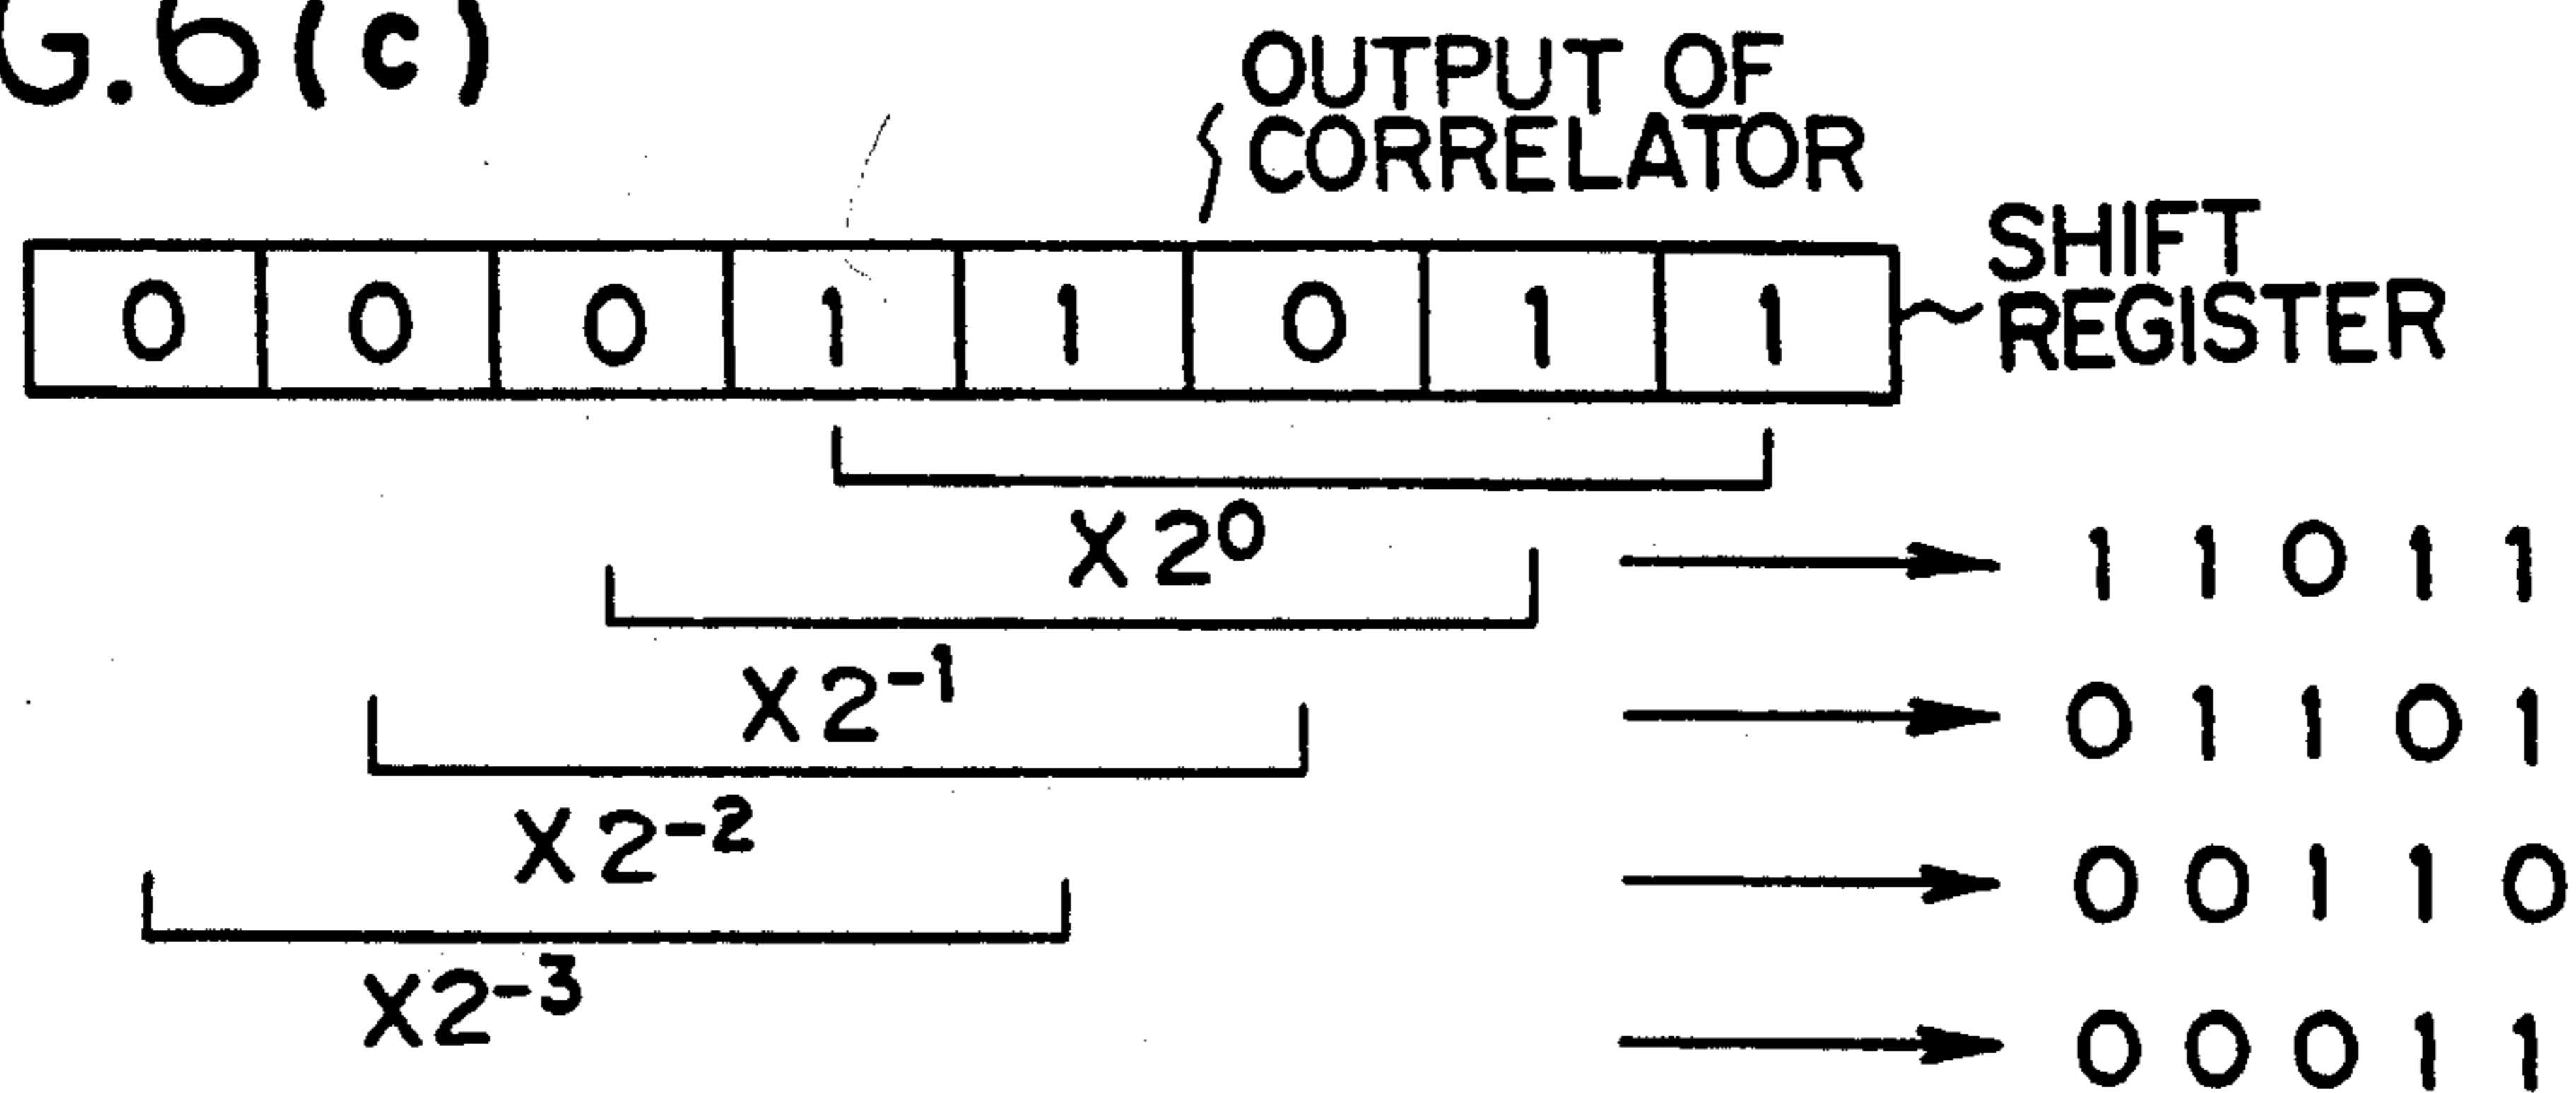 G.6(c)
OUTPUT OF
CORRELATOR
SHIFT
REGISTER
0 0 0 1 1 0 1 1
X2⁰
1 1 0 1 1
X2⁻¹
0 1 1 0 1
X2⁻²
0 0 1 1 0
X2⁻³
0 0 0 1 1